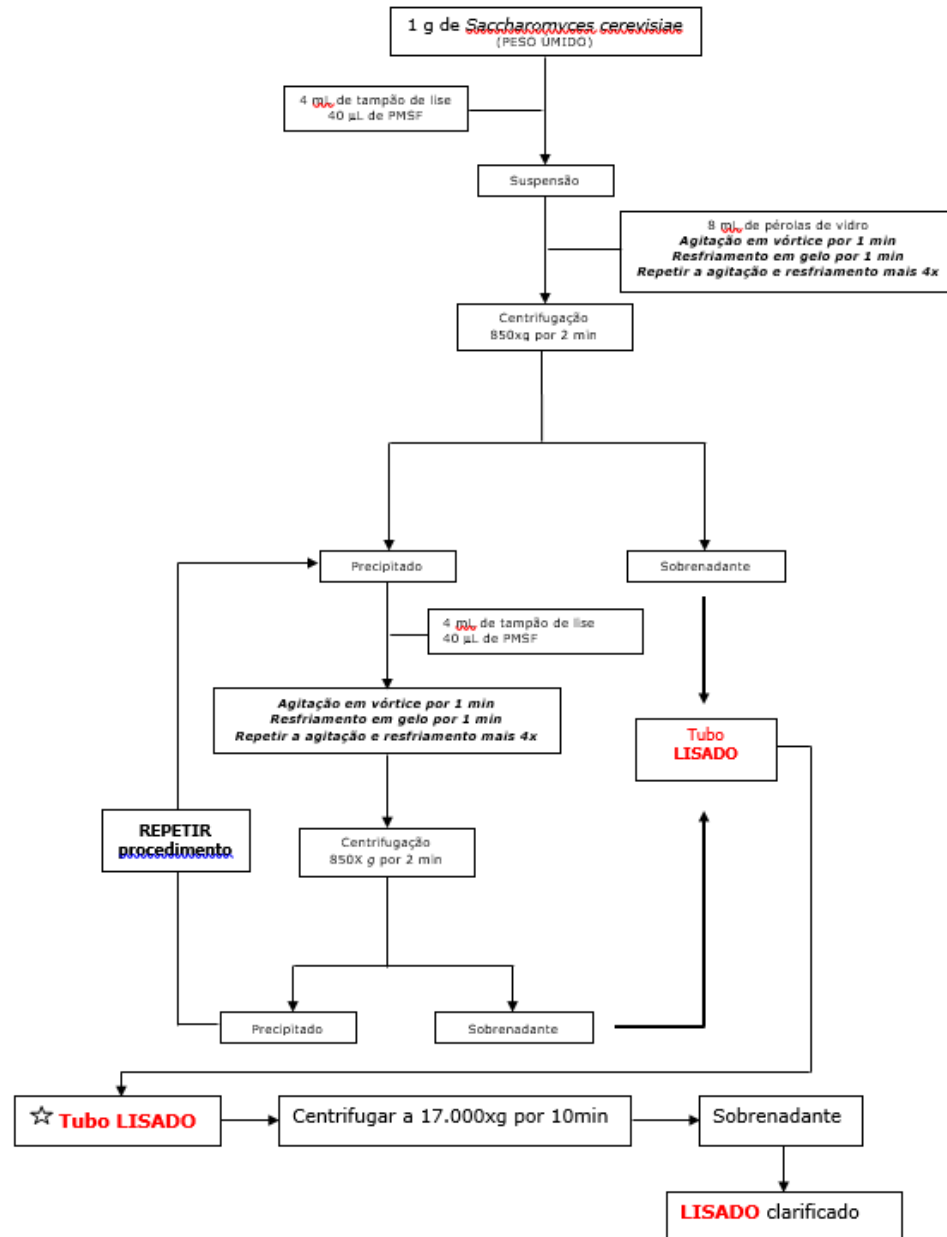 1 g de Saccharomyces cerevisiae
(PESO ÚMIDO)
4 mL de tampão de lise
40 µL de PMSF
Suspensão
8 mL de pérolas de vidro
Agitação em vórtice por 1 min
Resfriamento em gelo por 1 min
Repetir a agitação e resfriamento mais 4x
Centrifugação
850xg por 2 min
Precipitado
Sobrenadante
4 mL de tampão de lise
40 µL de PMSF
Agitação em vórtice por 1 min
Resfriamento em gelo por 1 min
Repetir a agitação e resfriamento mais 4x
Tubo
LISADO
REPETIR
procedimento
Centrifugação
850X g por 2 min
Precipitado
Sobrenadante
☆ Tubo LISADO
Centrifugar a 17.000xg por 10min
Sobrenadante
LISADO clarificado